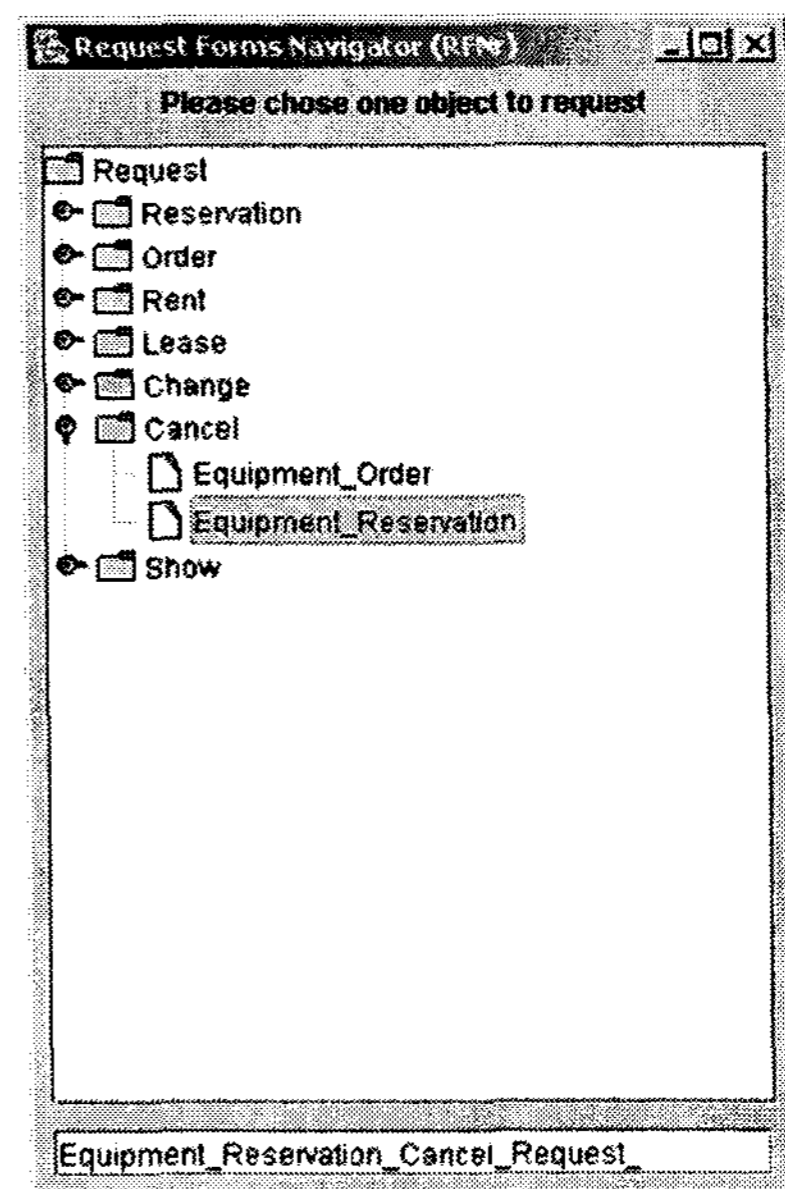 Request Forms Navigator (RFNr)
Please chose one object to request
Request
Reservation
Order
Rent
Lease
Change
Cancel
Equipment_Order
Equipment_Reservation
Show
Equipment_Reservation_Cancel_Request_